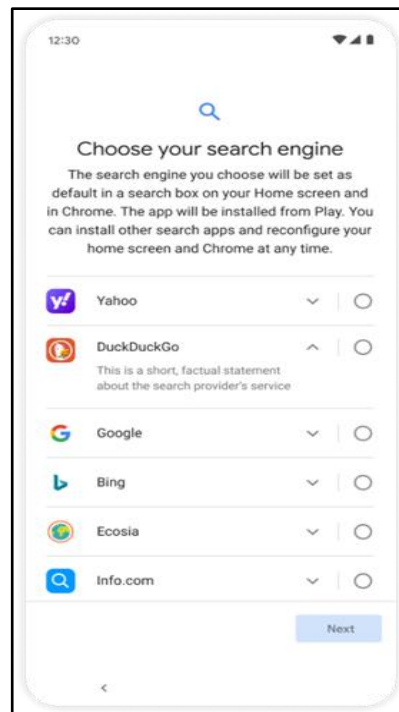 12:30
Choose your search engine
The search engine you choose will be set as
default in a search box on your Home screen and
in Chrome. The app will be installed from Play. You
can install other search apps and reconfigure your
home screen and Chrome at any time.
Yahoo
DuckDuckGo
This is a short, factual statement
about the search provider's service
Google
Bing
Ecosia
Info.com
Next